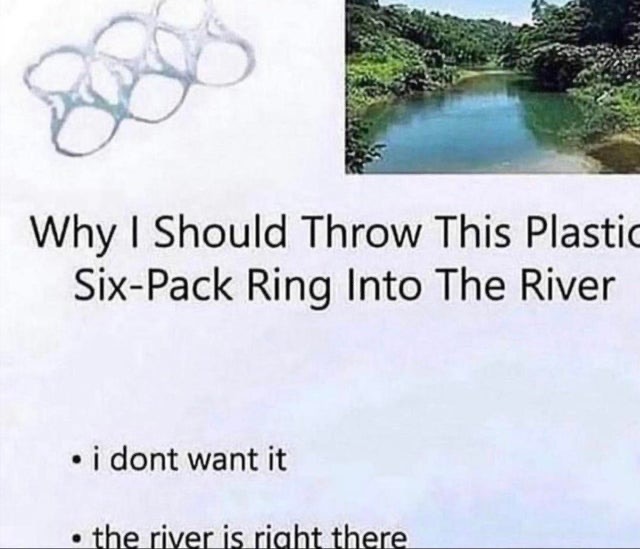 Why I Should Throw This Plastic
Six-Pack Ring Into The River
• i dont want it
• the river is right there